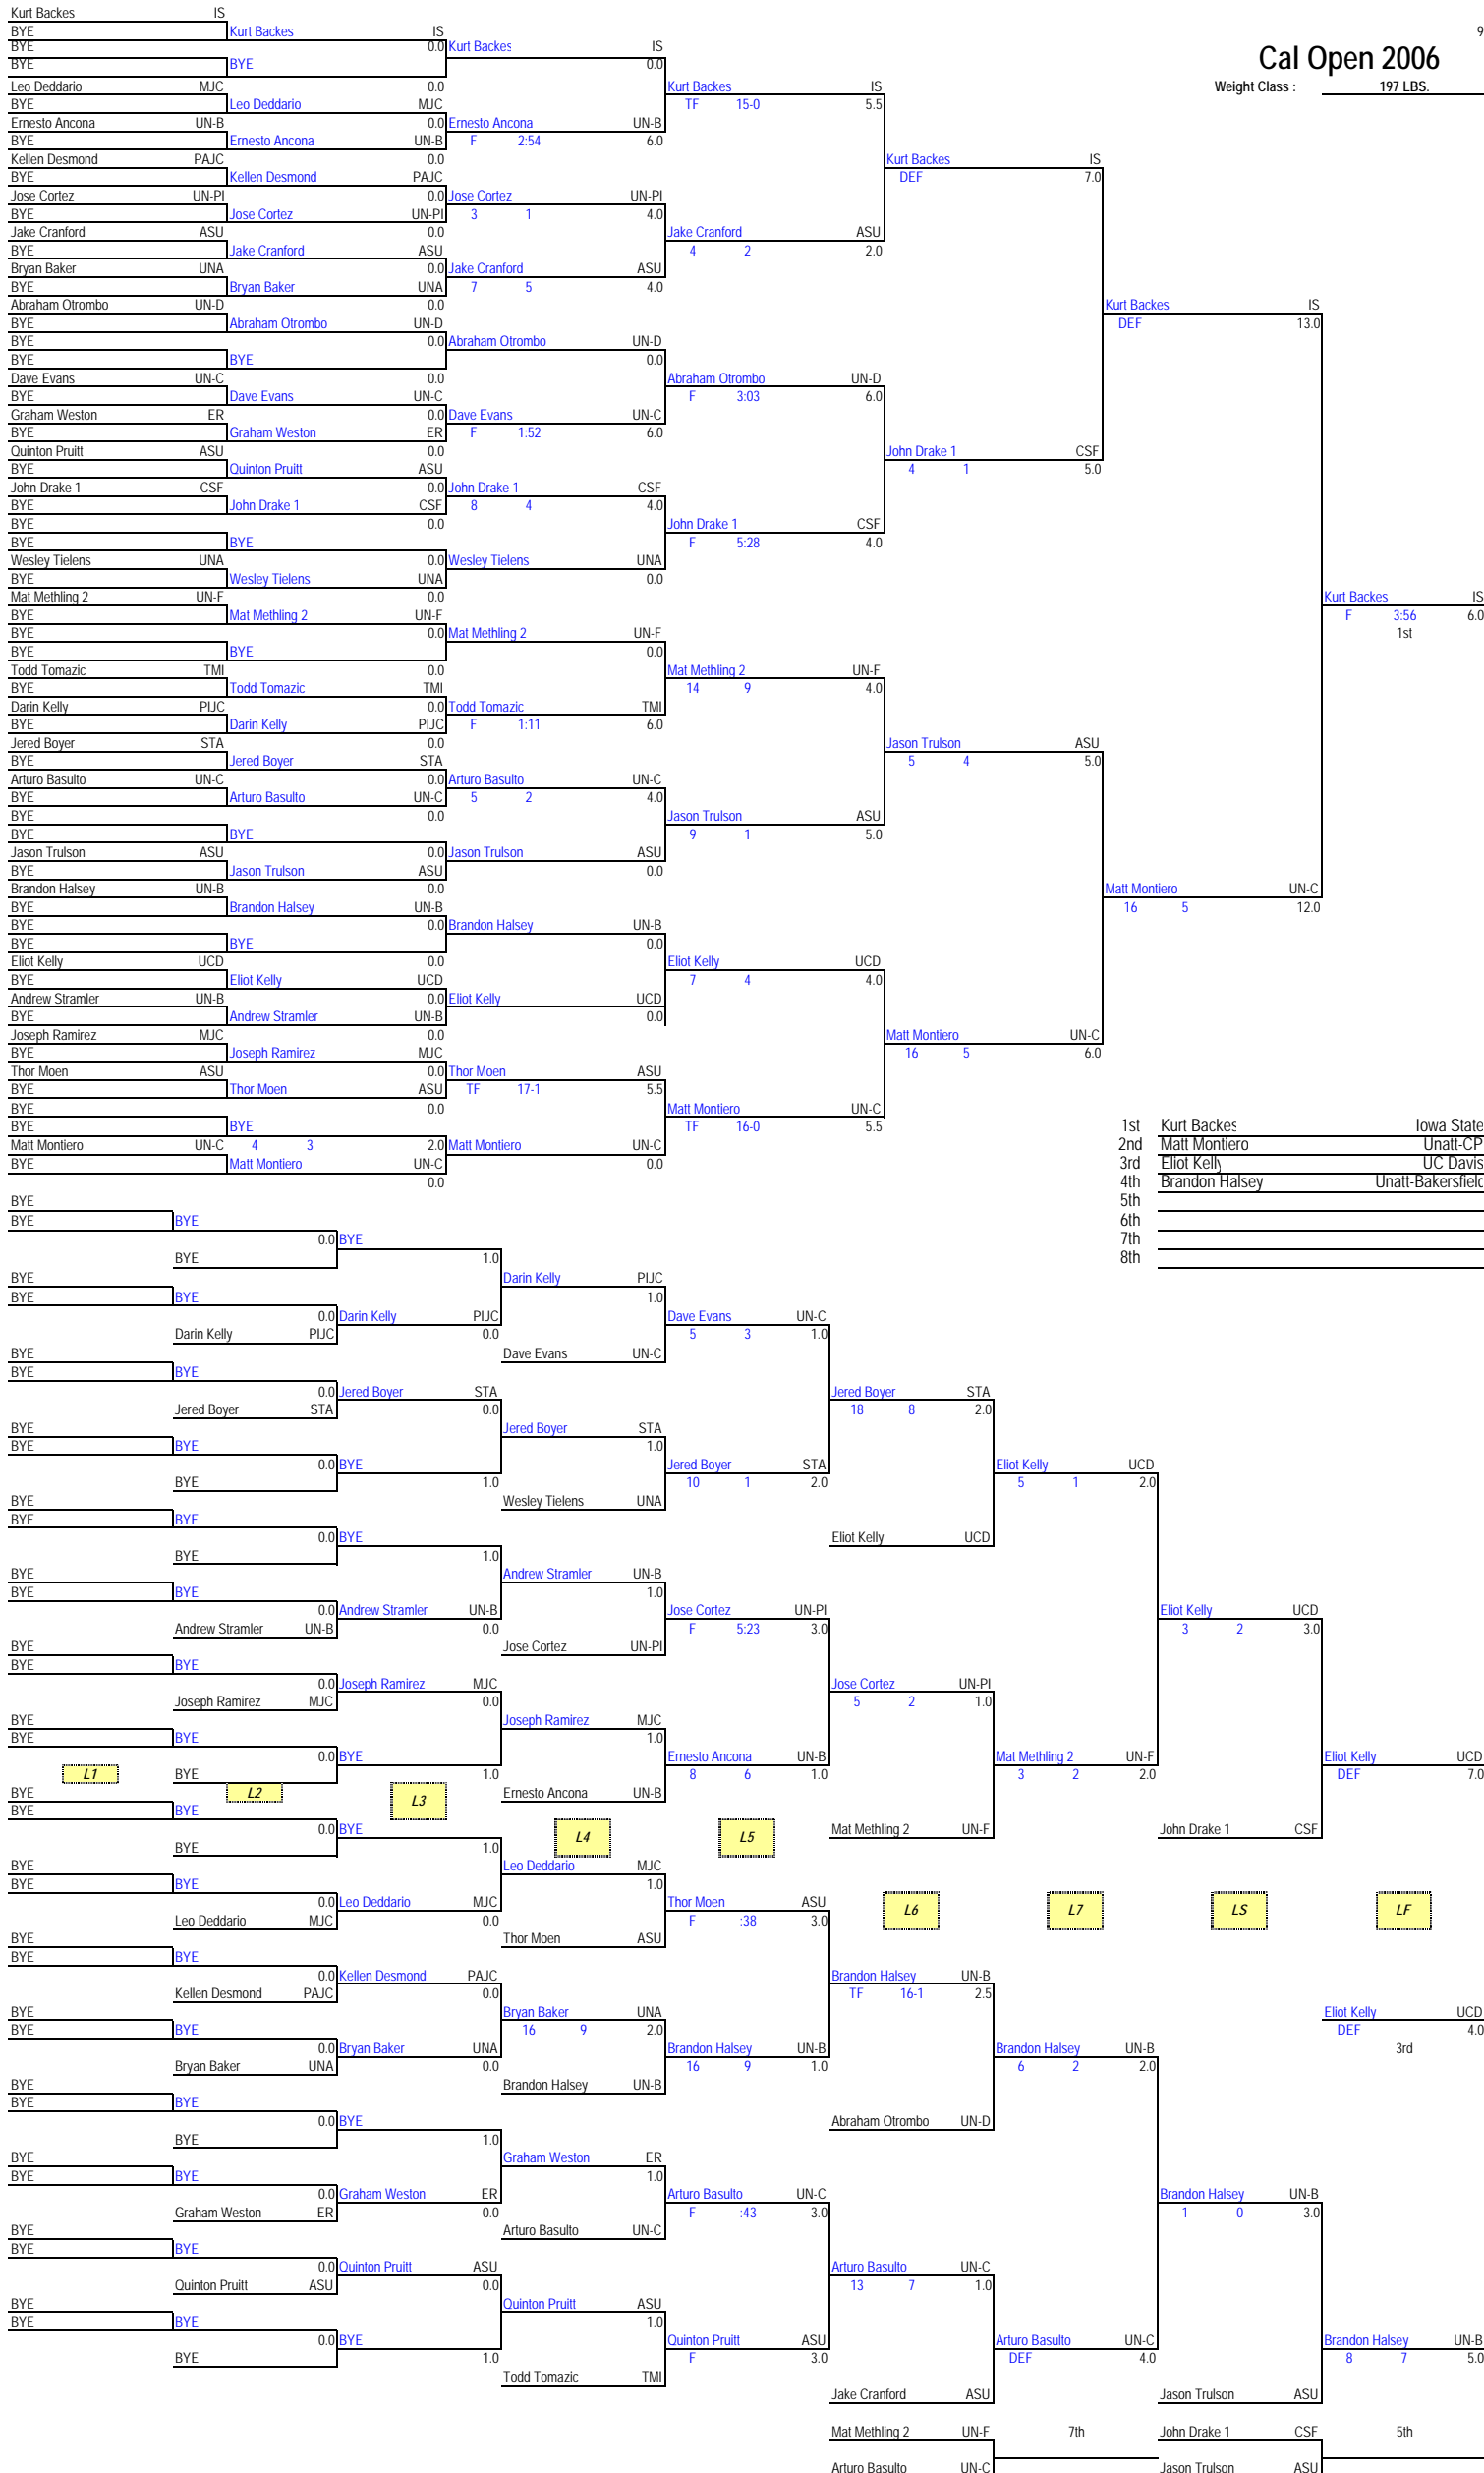 9
Cal Open 2006
Weight Class : 197 LBS.
Kurt Backes IS
BYE
Kurt Backes IS
BYE 0.0 Kurt Backes IS
BYE
BYE 0.0
Leo Deddario MJC 0.0 Kurt Backes IS
BYE
Leo Deddario MJC TF 15-0 5.5
Ernesto Ancona UN-B 0.0 Ernesto Ancona UN-B
BYE
Ernesto Ancona UN-B F 2:54 6.0
Kellen Desmond PAJC 0.0 Kurt Backes IS
BYE
Kellen Desmond PAJC DEF 7.0
Jose Cortez UN-PI 0.0 Jose Cortez UN-PI
BYE
Jose Cortez UN-PI 3 1 4.0
Jake Cranford ASU 0.0 Jake Cranford ASU
BYE
Jake Cranford ASU 4 2 2.0
Bryan Baker UNA 0.0 Jake Cranford ASU
BYE
Bryan Baker UNA 7 5 4.0
Abraham Otrombo UN-D 0.0 Kurt Backes IS
BYE
Abraham Otrombo UN-D DEF 13.0
BYE 0.0 Abraham Otrombo UN-D
BYE
BYE 0.0
Dave Evans UN-C 0.0 Abraham Otrombo UN-D
BYE
Dave Evans UN-C F 3:03 6.0
Graham Weston ER 0.0 Dave Evans UN-C
BYE
Graham Weston ER F 1:52 6.0
Quinton Pruitt ASU 0.0 John Drake 1 CSF
BYE
Quinton Pruitt ASU 4 1 5.0
John Drake 1 CSF 0.0 John Drake 1 CSF
BYE
John Drake 1 CSF 8 4 4.0
BYE 0.0 John Drake 1 CSF
BYE
BYE F 5:28 4.0
Wesley Tielens UNA 0.0 Wesley Tielens UNA
BYE
Wesley Tielens UNA 0.0
Mat Methling 2 UN-F 0.0 Kurt Backes IS
BYE
Mat Methling 2 UN-F F 3:56 6.0
1st
BYE 0.0 Mat Methling 2 UN-F
BYE
BYE 0.0
Todd Tomazic TMI 0.0 Mat Methling 2 UN-F
BYE
Todd Tomazic TMI 14 9 4.0
Darin Kelly PIJC 0.0 Todd Tomazic TMI
BYE
Darin Kelly PIJC F 1:11 6.0
Jered Boyer STA 0.0 Jason Trulson ASU
BYE
Jered Boyer STA 5 4 5.0
Arturo Basulto UN-C 0.0 Arturo Basulto UN-C
BYE
Arturo Basulto UN-C 5 2 4.0
BYE 0.0 Jason Trulson ASU
BYE
BYE 9 1 5.0
Jason Trulson ASU 0.0 Jason Trulson ASU
BYE
Jason Trulson ASU 0.0
Brandon Halsey UN-B 0.0 Matt Montiero UN-C
BYE
Brandon Halsey UN-B 16 5 12.0
BYE 0.0 Brandon Halsey UN-B
BYE
BYE 0.0
Eliot Kelly UCD 0.0 Eliot Kelly UCD
BYE
Eliot Kelly UCD 7 4 4.0
Andrew Stramler UN-B 0.0 Eliot Kelly UCD
BYE
Andrew Stramler UN-B 0.0
Joseph Ramirez MJC 0.0 Matt Montiero UN-C
BYE
Joseph Ramirez MJC 16 5 6.0
Thor Moen ASU 0.0 Thor Moen ASU
BYE
Thor Moen ASU TF 17-1 5.5
BYE 0.0 Matt Montiero UN-C
BYE
BYE TF 16-0 5.5
Matt Montiero UN-C 4 3 2.0 Matt Montiero UN-C
BYE
Matt Montiero UN-C 0.0
0.0
1st Kurt Backes Iowa State
2nd Matt Montiero Unatt-CP
3rd Eliot Kelly UC Davis
4th Brandon Halsey Unatt-Bakersfield
5th
6th
7th
8th
BYE
BYE BYE
0.0 BYE
BYE 1.0
BYE Darin Kelly PIJC
BYE BYE 1.0
0.0 Darin Kelly PIJC Dave Evans UN-C
Darin Kelly PIJC 0.0 5 3 1.0
BYE Dave Evans UN-C
BYE BYE
0.0 Jered Boyer STA Jered Boyer STA
Jered Boyer STA 0.0 18 8 2.0
BYE Jered Boyer STA
BYE BYE 1.0
0.0 BYE Jered Boyer STA Eliot Kelly UCD
BYE 1.0 10 1 2.0 5 1 2.0
BYE Wesley Tielens UNA
BYE BYE
0.0 BYE Eliot Kelly UCD
BYE 1.0
BYE Andrew Stramler UN-B
BYE BYE 1.0
0.0 Andrew Stramler UN-B Jose Cortez UN-PI Eliot Kelly UCD
Andrew Stramler UN-B 0.0 F 5:23 3.0 3 2 3.0
BYE Jose Cortez UN-PI
BYE BYE
0.0 Joseph Ramirez MJC Jose Cortez UN-PI
Joseph Ramirez MJC 0.0 5 2 1.0
BYE Joseph Ramirez MJC
BYE BYE 1.0
0.0 BYE Ernesto Ancona UN-B Mat Methling 2 UN-F Eliot Kelly UCD
L1 BYE 1.0 8 6 1.0 3 2 2.0 DEF 7.0
BYE L2 L3 Ernesto Ancona UN-B
BYE BYE
0.0 BYE L4 L5 Mat Methling 2 UN-F John Drake 1 CSF
BYE 1.0
BYE Leo Deddario MJC
BYE BYE 1.0
0.0 Leo Deddario MJC Thor Moen ASU L6 L7 LS LF
Leo Deddario MJC 0.0 F :38 3.0
BYE Thor Moen ASU
BYE BYE
0.0 Kellen Desmond PAJC Brandon Halsey UN-B
Kellen Desmond PAJC 0.0 TF 16-1 2.5
BYE Bryan Baker UNA Eliot Kelly UCD
BYE BYE 16 9 2.0 DEF 4.0
0.0 Bryan Baker UNA Brandon Halsey UN-B Brandon Halsey UN-B 3rd
Bryan Baker UNA 0.0 16 9 1.0 6 2 2.0
BYE Brandon Halsey UN-B
BYE BYE
0.0 BYE Abraham Otrombo UN-D
BYE 1.0
BYE Graham Weston ER
BYE BYE 1.0
0.0 Graham Weston ER Arturo Basulto UN-C Brandon Halsey UN-B
Graham Weston ER 0.0 F :43 3.0 1 0 3.0
BYE Arturo Basulto UN-C
BYE BYE
0.0 Quinton Pruitt ASU Arturo Basulto UN-C
Quinton Pruitt ASU 0.0 13 7 1.0
BYE Quinton Pruitt ASU
BYE BYE 1.0
0.0 BYE Quinton Pruitt ASU Arturo Basulto UN-C Brandon Halsey UN-B
BYE 1.0 F 3.0 DEF 4.0 8 7 5.0
Todd Tomazic TMI
Jake Cranford ASU Jason Trulson ASU
Mat Methling 2 UN-F 7th John Drake 1 CSF 5th
Arturo Basulto UN-C Jason Trulson ASU